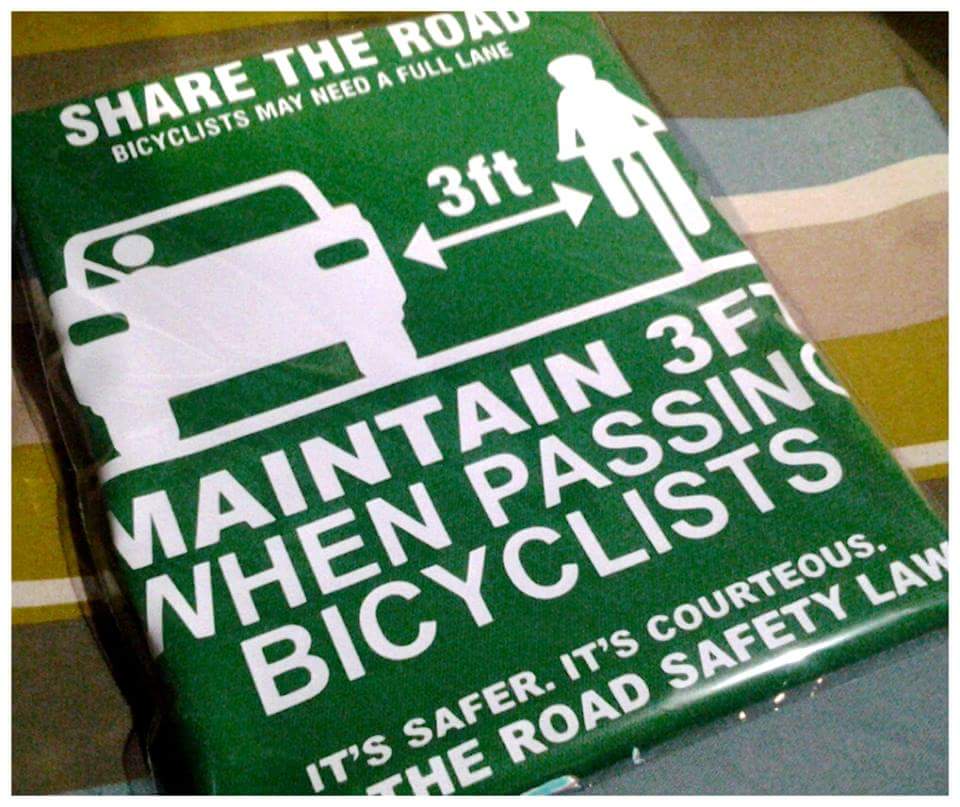 SHARE THE ROAD
BICYCLISTS MAY NEED A FULL LANE
3ft
MAINTAIN 3FT
WHEN PASSING
BICYCLISTS
IT'S SAFER. IT'S COURTEOUS.
THE ROAD SAFETY LAW